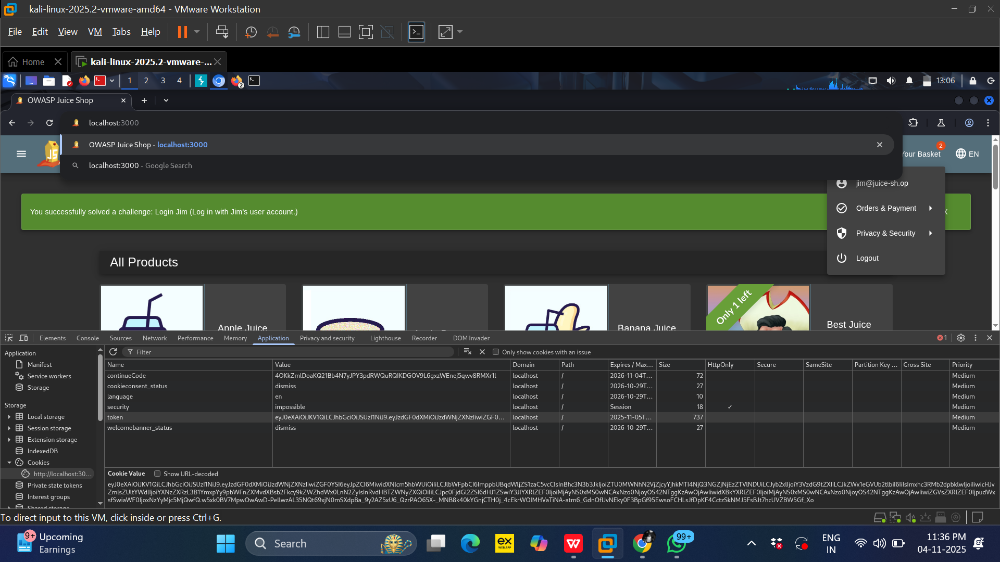 kali-linux-2025.2-vmware-amd64 - VMware Workstation
File Edit View VM Tabs Help
Home
kali-linux-2025.2-vmware-...
1 2 3 4
2
13:06
OWASP Juice Shop
localhost:3000
OWASP Juice Shop - localhost:3000
localhost:3000 - Google Search
JS
Your Basket
2
EN
jim@juice-sh.op
Orders & Payment
Privacy & Security
Logout
You successfully solved a challenge: Login Jim (Log in with Jim's user account.)
X
All Products
Apple Juice
Banana Juice
Only 1 left
Best Juice
Elements Console Sources Network Performance Memory Application Privacy and security Lighthouse Recorder DOM Invader
1
Application
Manifest
Service workers
Storage
Storage
Local storage
Session storage
Extension storage
IndexedDB
Cookies
http://localhost:30...
Private state tokens
Interest groups
Shared storage
Filter
Only show cookies with an issue
Name Value Domain Path Expires / Max... Size HttpOnly Secure SameSite Partition Key ... Cross Site Priority
continueCode 4OKkZmlDoaKQ21Bb4N7yJPY3pdRWQuRQIKDGOV9L6gxzWEnej5qwv8RMXr1l localhost / 2026-11-04T... 72 Medium
cookieconsent_status dismiss localhost / 2026-10-29T... 27 Medium
language en localhost / 2026-10-29T... 10 Medium
security impossible localhost / Session 18 ✓ Medium
token eyJ0eXAiOiJKV1QiLCJhbGciOiJSUzI1NiJ9.eyJzdGF0dXMiOiJzdWNjZXNzIiwiZGF0... localhost / 2025-11-05T... 737 Medium
welcomebanner_status dismiss localhost / 2026-10-29T... 27 Medium
Cookie Value Show URL-decoded
To direct input to this VM, click inside or press Ctrl+G.
9+
Upcoming
Earnings
Search
ex
WEB APP
99+
ENG
IN
11:36 PM
04-11-2025